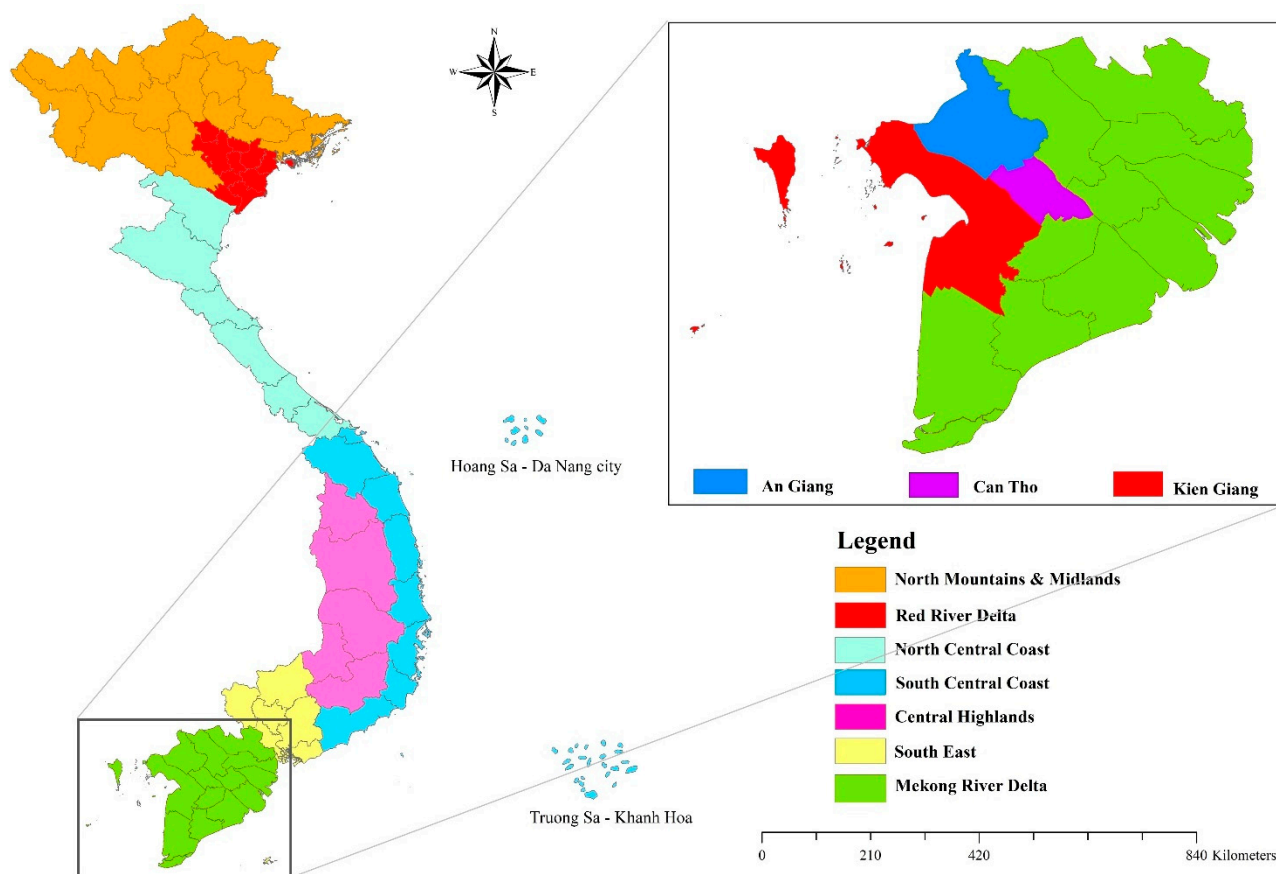 N
W
E
S
Hoang Sa - Da Nang city
An Giang
Can Tho
Kien Giang
Legend
North Mountains & Midlands
Red River Delta
North Central Coast
South Central Coast
Central Highlands
South East
Mekong River Delta
Truong Sa - Khanh Hoa
0 210 420 840 Kilometers